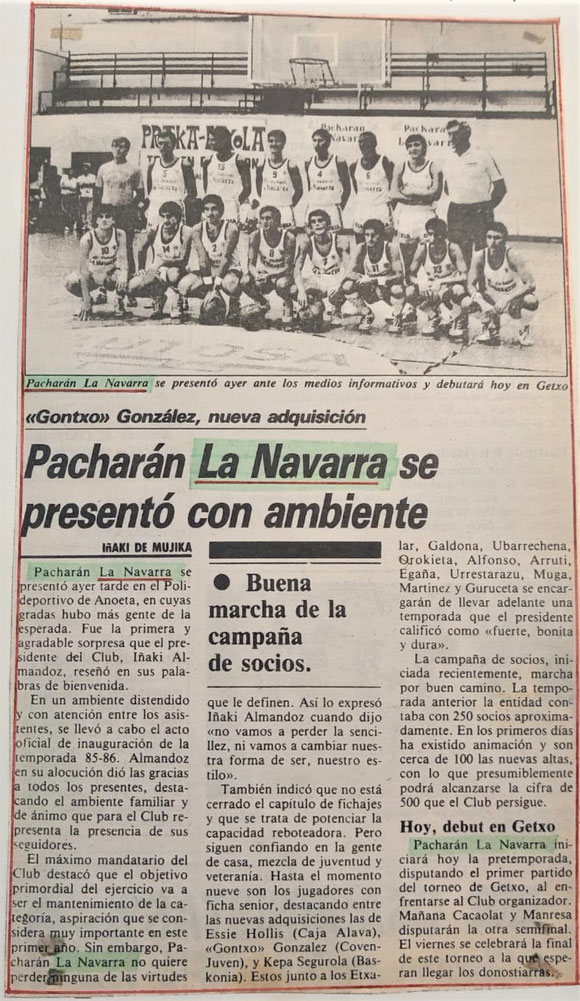 Pacharan
Navarra
Pacharan
Navarra
PRAKA-
Pacharán La Navarra se presentó ayer ante los medios informativos y debutará hoy en Getxo
«Gontxo» González, nueva adquisición
Pacharán La Navarra se
presentó con ambiente
IÑAKI DE MUJIKA
Pacharán La Navarra se
presentó ayer tarde en el Poli-
deportivo de Anoeta, en cuyas
gradas hubo más gente de la
esperada. Fue la primera y
agradable sorpresa que el pre-
sidente del Club, Iñaki Al-
mandoz, reseñó en sus pala-
bras de bienvenida.
En un ambiente distendido
y con atención entre los asis-
tentes, se llevó a cabo el acto
oficial de inauguración de la
temporada 85-86. Almandoz
en su alocución dió las gracias
a todos los presentes, desta-
cando el ambiente familiar y
de ánimo que para el Club re-
presenta la presencia de sus
seguidores.
El máximo mandatario del
Club destacó que el objetivo
primordial del ejercicio va a
ser el mantenimiento de la ca-
tegoría, aspiración que se con-
sidera muy importante en este
primer año. Sin embargo, Pa-
charán La Navarra no quiere
perder ninguna de las virtudes
● Buena
marcha de la
campaña
de socios.
que le definen. Así lo expresó
Iñaki Almandoz cuando dijo
«no vamos a perder la senci-
llez, ni vamos a cambiar nues-
tra forma de ser, nuestro es-
tilo».
También indicó que no está
cerrado el capítulo de fichajes
y que se trata de potenciar la
capacidad reboteadora. Pero
siguen confiando en la gente
de casa, mezcla de juventud y
veteranía. Hasta el momento
nueve son los jugadores con
ficha senior, destacando entre
las nuevas adquisiciones las de
Essie Hollis (Caja Alava),
«Gontxo» Gonzalez (Coven-
Juven), y Kepa Segurola (Bas-
konia). Estos junto a los Etxa-
lar, Galdona, Ubarrechena,
Orokieta, Alfonso, Arruti,
Egaña, Urrestarazu, Muga,
Martinez y Guruceta se encar-
garán de llevar adelante una
temporada que el presidente
calificó como «fuerte, bonita
y dura».
La campaña de socios, ini-
ciada recientemente, marcha
por buen camino. La tempo-
rada anterior la entidad con-
taba con 250 socios aproxima-
damente. En los primeros días
ha existido animación y son
cerca de 100 las nuevas altas,
con lo que presumiblemente
podrá alcanzarse la cifra de
500 que el Club persigue.
Hoy, debut en Getxo
Pacharán La Navarra ini-
ciará hoy la pretemporada,
disputando el primer partido
del torneo de Getxo, al en-
frentarse al Club organizador.
Mañana Cacaolat y Manresa
disputarán la otra semifinal.
El viernes se celebrará la final
de este torneo a la que espe-
ran llegar los donostiarras.